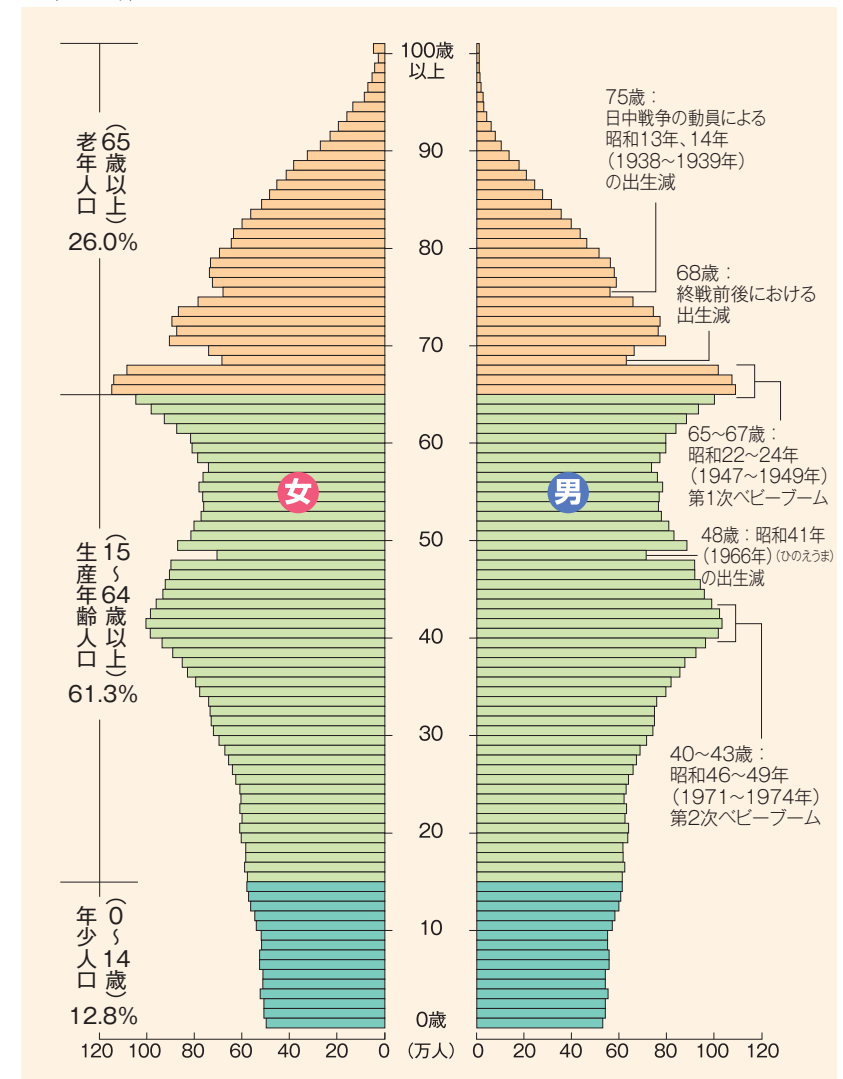 100歳
以上
90
80
70
60
50
40
30
20
10
0歳
老年人口
（65歳以上）
26.0%
生産年齢人口
（15～64歳以上）
61.3%
年少人口
（0～14歳）
12.8%
女
男
75歳：
日中戦争の動員による
昭和13年、14年
（1938～1939年）
の出生減
68歳：
終戦前後における
出生減
65～67歳：
昭和22～24年
（1947～1949年）
第1次ベビーブーム
48歳：昭和41年
（1966年）（ひのえうま）
の出生減
40～43歳：
昭和46～49年
（1971～1974年）
第2次ベビーブーム
120 100 80 60 40 20 0 （万人） 0 20 40 60 80 100 120